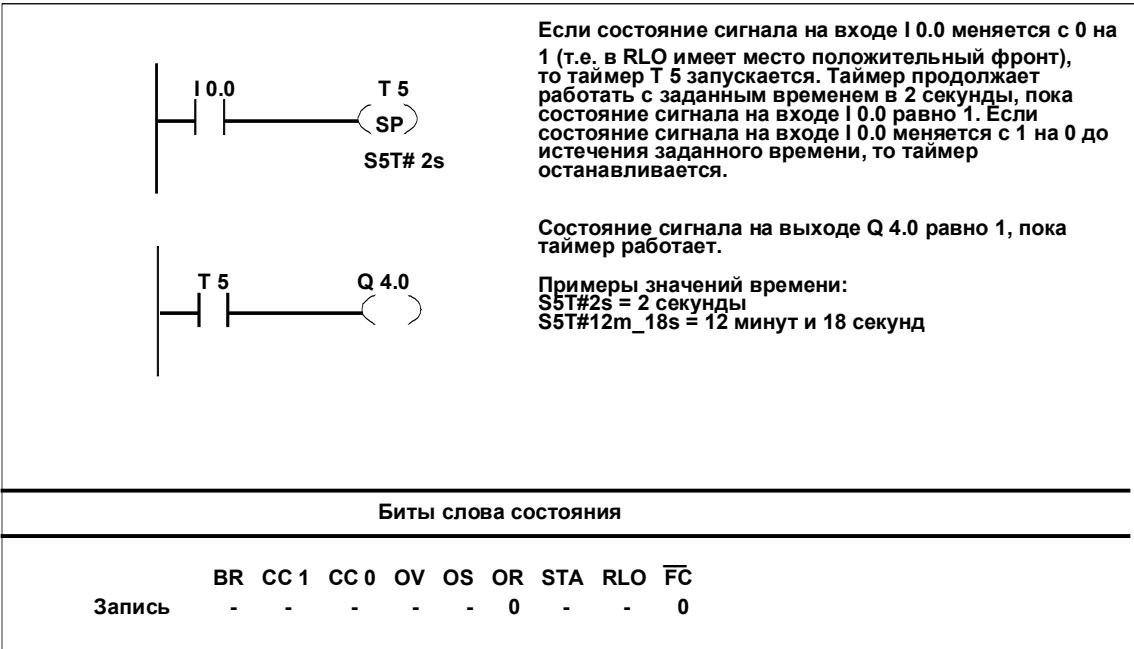 Если состояние сигнала на входе I 0.0 меняется с 0 на
1 (т.е. в RLO имеет место положительный фронт),
то таймер T 5 запускается. Таймер продолжает
работать с заданным временем в 2 секунды, пока
состояние сигнала на входе I 0.0 равно 1. Если
состояние сигнала на входе I 0.0 меняется с 1 на 0 до
истечения заданного времени, то таймер
останавливается.
I 0.0 T 5
SP
S5T# 2s
Состояние сигнала на выходе Q 4.0 равно 1, пока
таймер работает.
Примеры значений времени:
S5T#2s = 2 секунды
S5T#12m_18s = 12 минут и 18 секунд
T 5 Q 4.0
Биты слова состояния
BR CC 1 CC 0 OV OS OR STA RLO F̅C̅
Запись - - - - - 0 - - 0